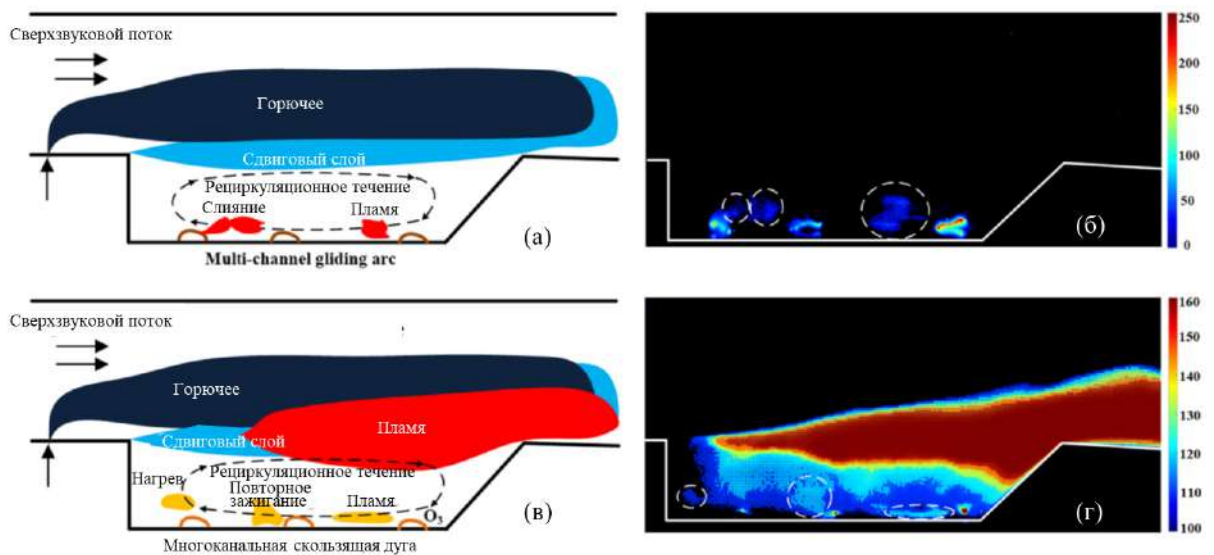 Сверхзвуковой поток
Горючее
Сдвиговый слой
Рециркуляционное течение
Слияние
Пламя
(а)
Multi-channel gliding arc
250
200
150
100
50
0
(б)
Сверхзвуковой поток
Горючее
Пламя
Сдвиговый слой
Нагрев
Рециркуляционное течение
Повторное
зажигание
Пламя
O3
(в)
Многоканальная скользящая дуга
160
150
140
130
120
110
100
(г)